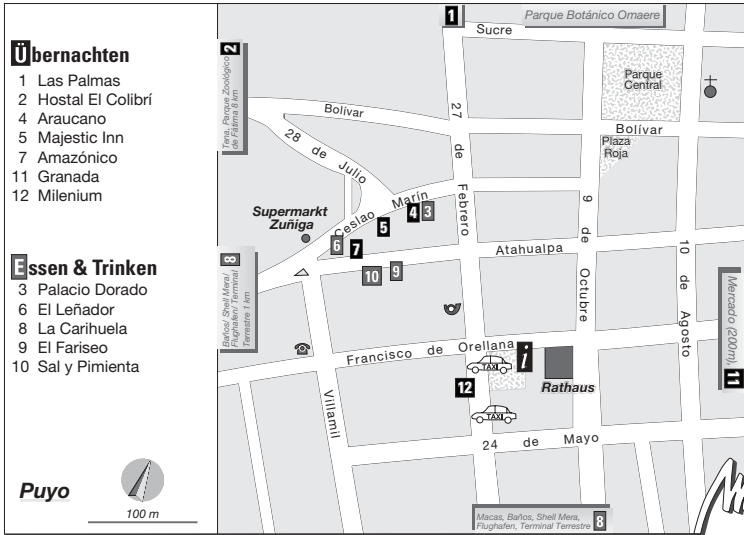 Übernachten
1 Las Palmas
2 Hostal El Colibrí
4 Araucano
5 Majestic Inn
7 Amazónico
11 Granada
12 Milenium
Essen & Trinken
3 Palacio Dorado
6 El Leñador
8 La Carihuela
9 El Fariseo
10 Sal y Pimienta
Puyo
100 m
1
Parque Botánico Omaere
Sucre
2
Tena, Parque Zoológico
de Fátima 8 km
Parque
Central
Bolívar
27 de Febrero
Bolívar
Plaza
Roja
28 de Julio
Ceslao Marín
4
3
5
Supermarkt
Zuñiga
6
7
9 de Octubre
10 de Agosto
Atahualpa
8
Baños/ Shell Mera/
Flughafen/ Terminal
Terrestre 1 km
10
9
Mercado (200m),
11
Francisco de Orellana
i
TAXI
Rathaus
12
TAXI
Villamil
24 de Mayo
Macas, Baños, Shell Mera,
Flughafen, Terminal Terrestre
8